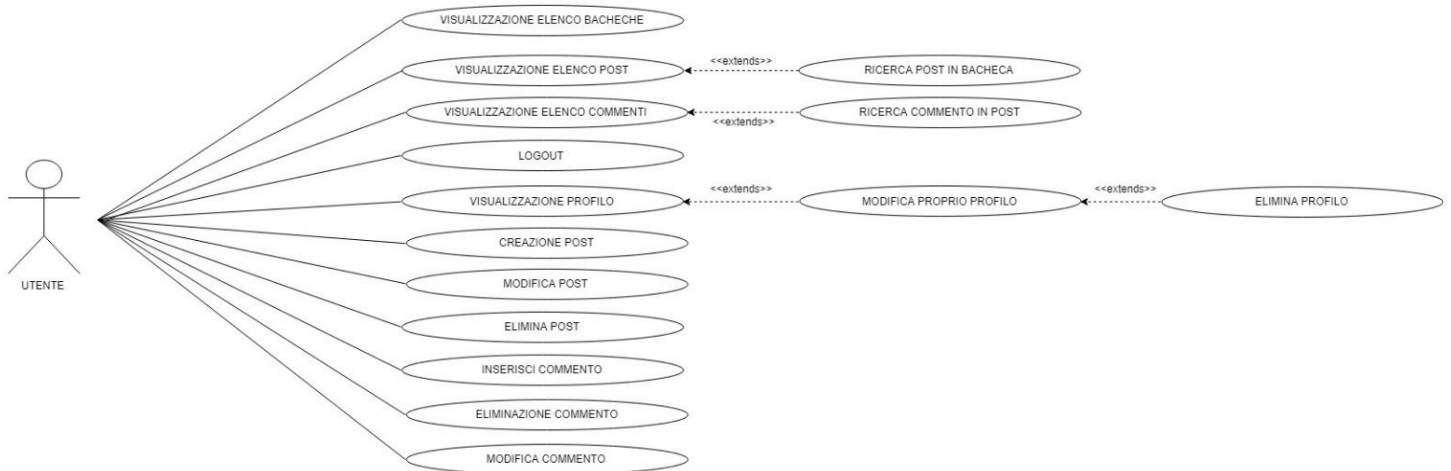 VISUALIZZAZIONE ELENCO BACHECHE
VISUALIZZAZIONE ELENCO POST
<<extends>>
RICERCA POST IN BACHECA
VISUALIZZAZIONE ELENCO COMMENTI
<<extends>>
RICERCA COMMENTO IN POST
LOGOUT
VISUALIZZAZIONE PROFILO
<<extends>>
MODIFICA PROPRIO PROFILO
<<extends>>
ELIMINA PROFILO
CREAZIONE POST
UTENTE
MODIFICA POST
ELIMINA POST
INSERISCI COMMENTO
ELIMINAZIONE COMMENTO
MODIFICA COMMENTO